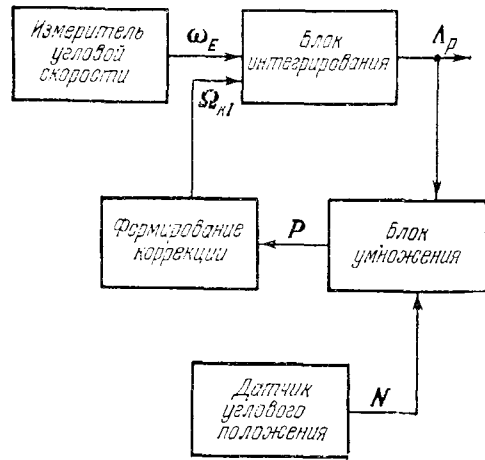 Измеритель
угловой
скорости
ω_E
Блок
интегрирования
Λ_p
Ω_к1
Формирование
коррекции
P
Блок
умножения
Датчик
углового
положения
N